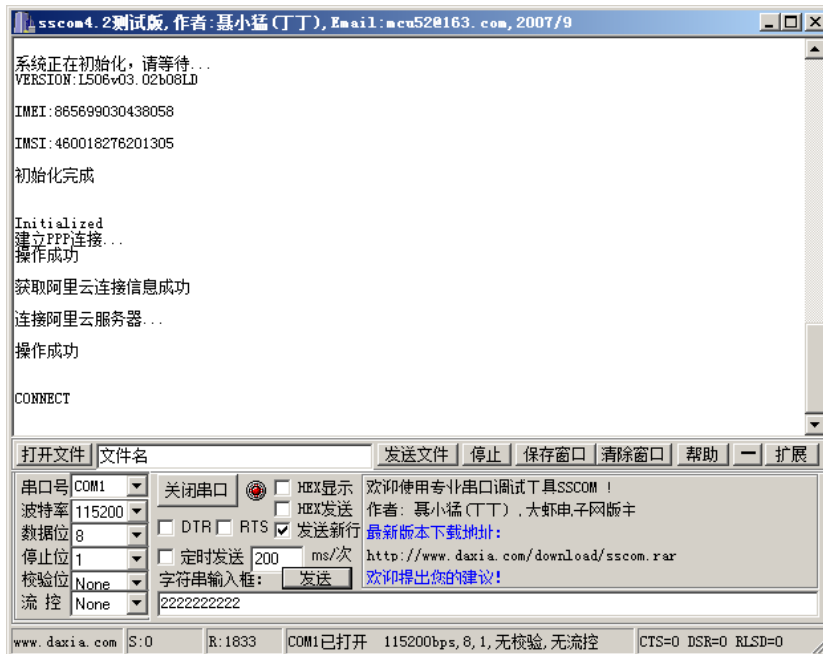 sscom4.2测试版,作者:聂小猛(丁丁),Email:mcu52@163.com,2007/9
系统正在初始化，请等待...
VERSION:L506v03.02b08LD
IMEI:865699030438058
IMSI:460018276201305
初始化完成
Initialized
建立PPP连接...
操作成功
获取阿里云连接信息成功
连接阿里云服务器...
操作成功
CONNECT
打开文件 文件名 发送文件 停止 保存窗口 清除窗口 帮助 — 扩展
串口号 COM1 关闭串口 HEX显示 欢迎使用专业串口调试工具SSCOM !
波特率 115200 HEX发送 作者: 聂小猛(丁丁) ,大虾电子网版主
数据位 8 DTR RTS 发送新行 最新版本下载地址:
停止位 1 定时发送 200 ms/次 http://www.daxia.com/download/sscom.rar
校验位 None 字符串输入框: 发送 欢迎提出您的建议!
流 控 None 2222222222
www.daxia.com S:0 R:1833 COM1已打开 115200bps,8,1,无校验,无流控 CTS=0 DSR=0 RLSD=0